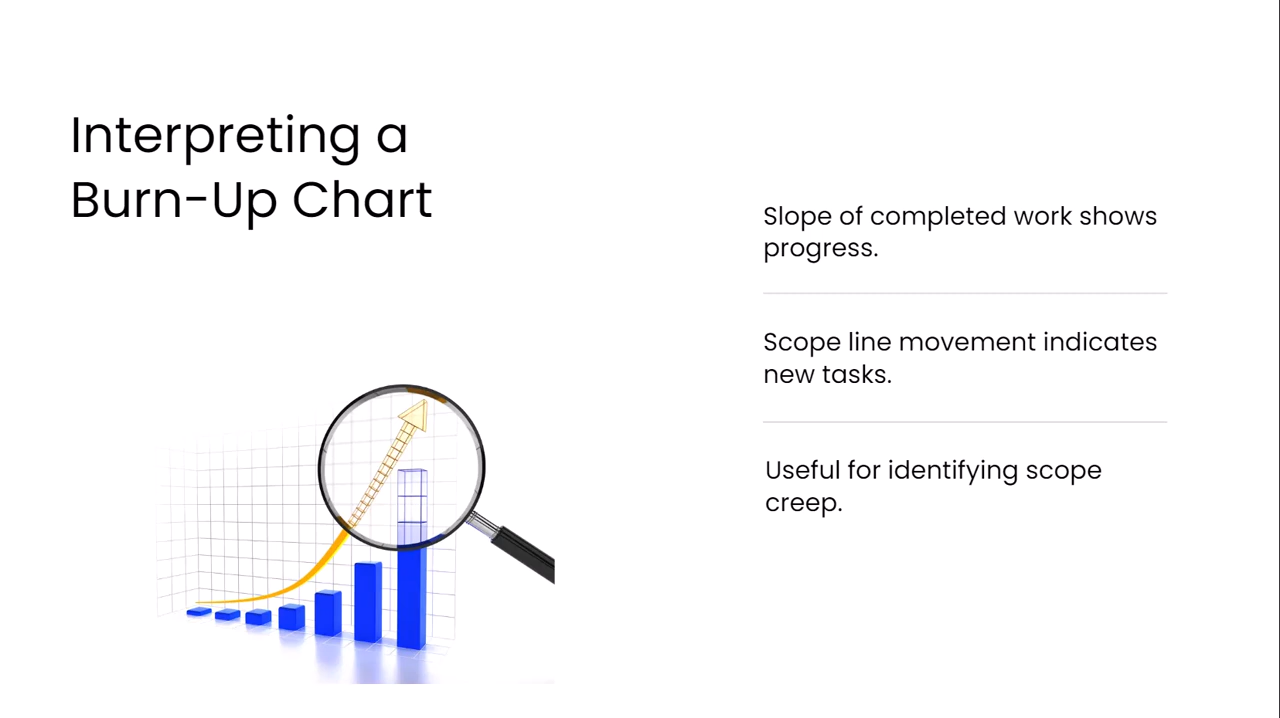 Interpreting a
Burn-Up Chart
Slope of completed work shows
progress.
Scope line movement indicates
new tasks.
Useful for identifying scope
creep.